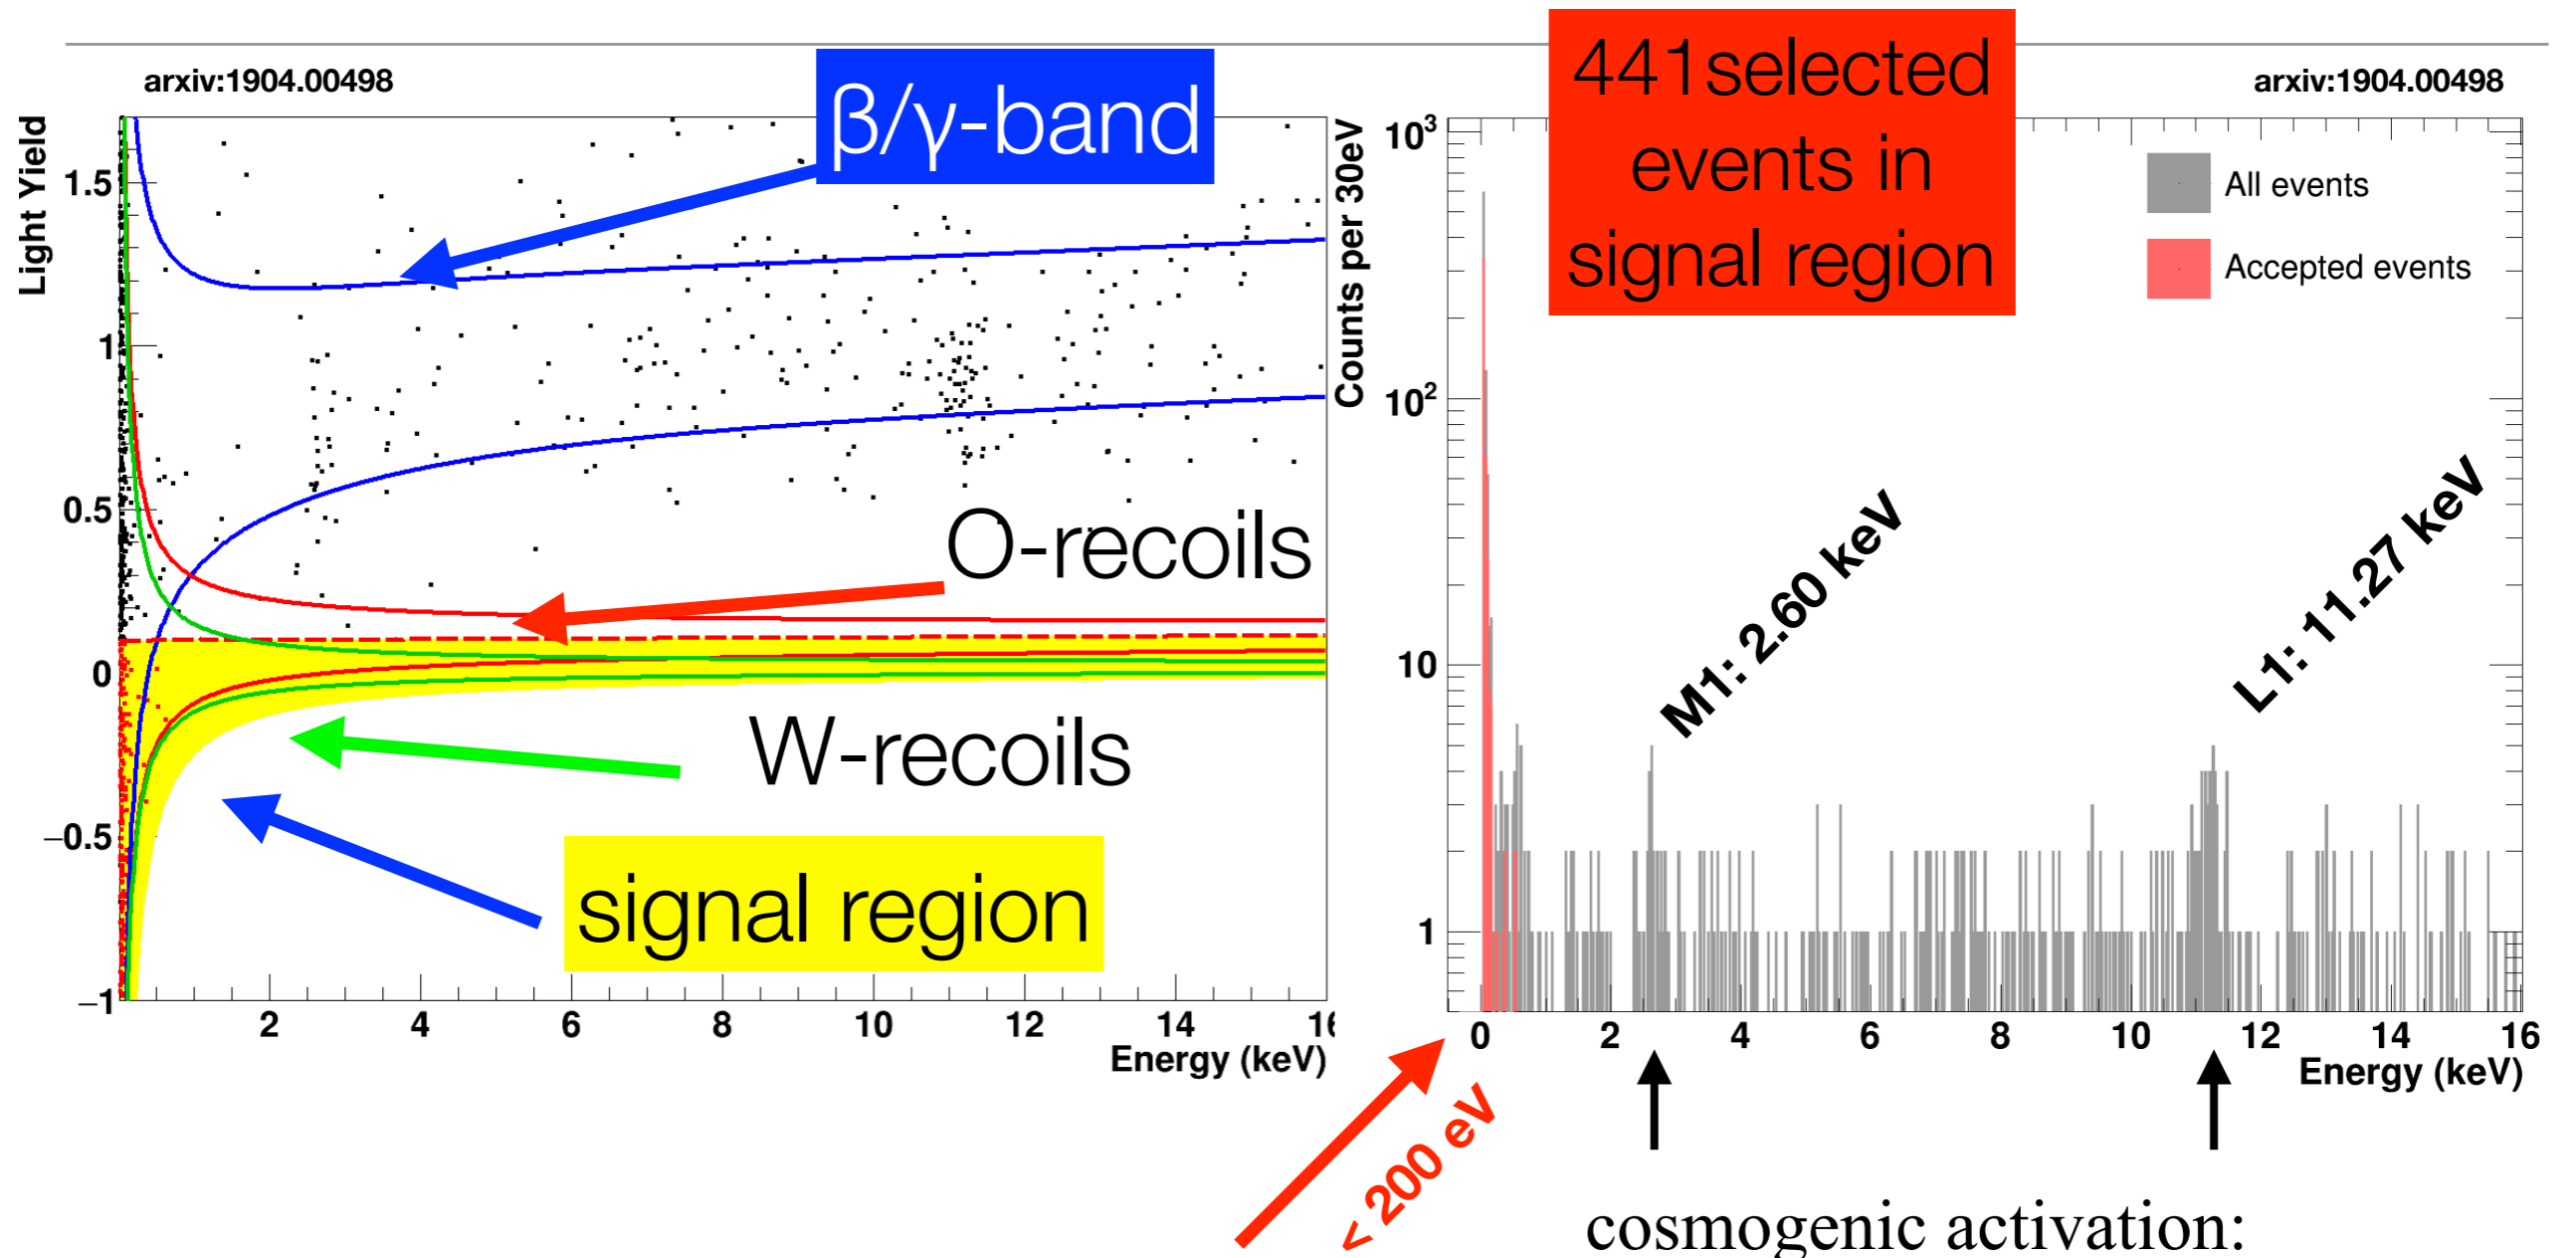 arxiv:1904.00498
β/γ-band
Light Yield
1.5
1
0.5
0
−0.5
−1
O-recoils
W-recoils
signal region
2 4 6 8 10 12 14
Energy (keV)
441selected
events in
signal region
arxiv:1904.00498
Counts per 30eV
10³
10²
10
1
All events
Accepted events
M1: 2.60 keV
L1: 11.27 keV
0 2 4 6 8 10 12 14 16
Energy (keV)
< 200 eV
cosmogenic activation: